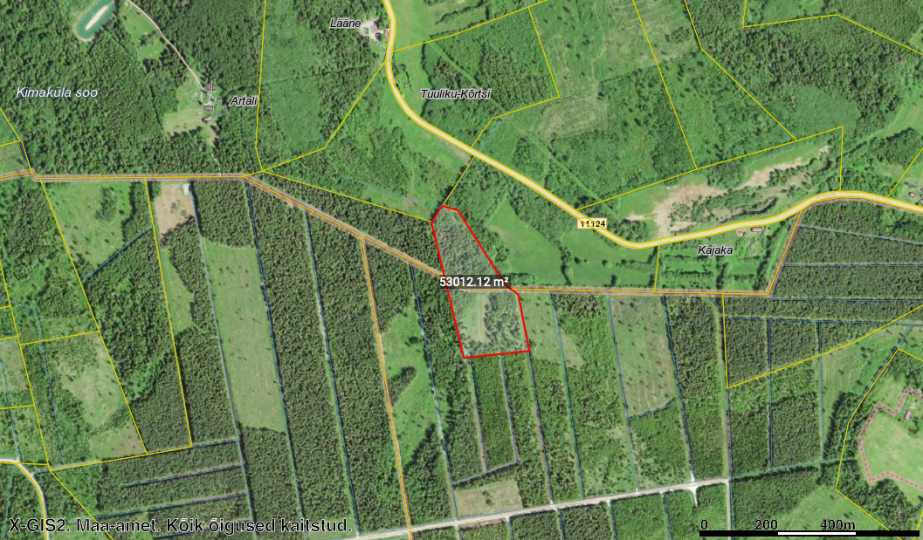 Lääne
Kimaküla soo
Artali
Tuuliku-Kõrtsi
11124
Kajaka
53012.12 m²
X-GIS2. Maa-amet. Kõik õigused kaitstud.
0 200 400m